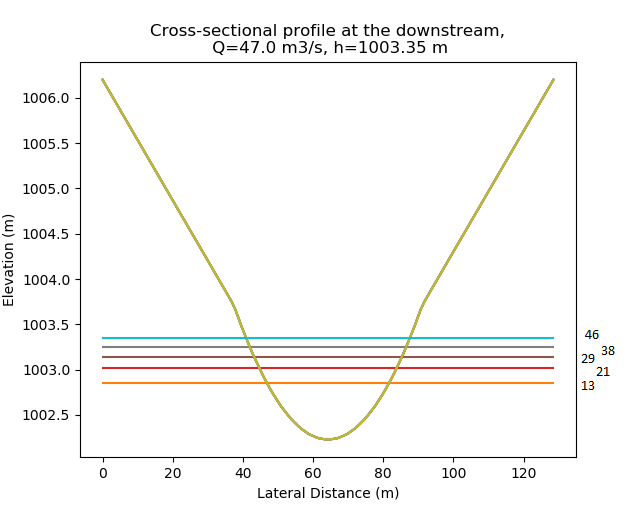 Cross-sectional profile at the downstream,
Q=47.0 m3/s, h=1003.35 m
Elevation (m)
1006.0
1005.5
1005.0
1004.5
1004.0
1003.5
1003.0
1002.5
46
38
29
21
13
0 20 40 60 80 100 120
Lateral Distance (m)